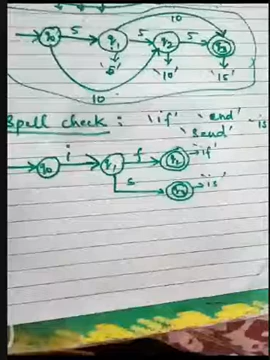 10
q0 5 q1 5 q2 5 q3
'5' '10' '15'
10
Spell check : 'if' 'end' 'is
'send'
q0 i q1 f q2 'if'
s q3 'is'